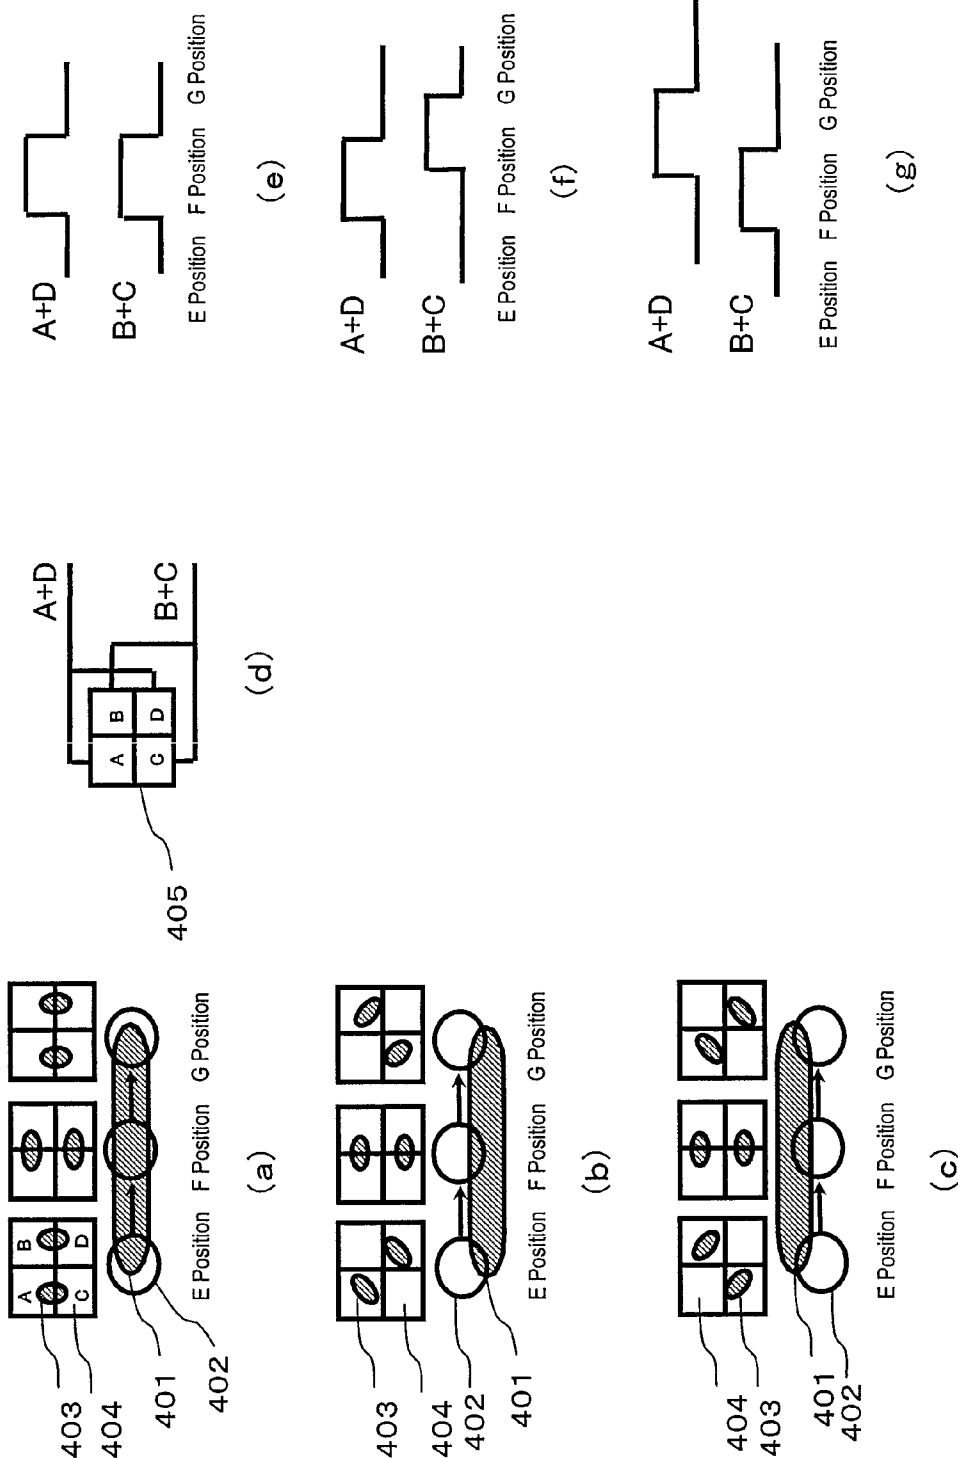 A B
C D
403
404
401
402
E Position F Position G Position
(a)
403
404
402
401
E Position F Position G Position
(b)
404
403
401
402
E Position F Position G Position
(c)
A+D
B+C
A B
C D
405
(d)
A+D
B+C
E Position F Position G Position
(e)
A+D
B+C
E Position F Position G Position
(f)
A+D
B+C
E Position F Position G Position
(g)